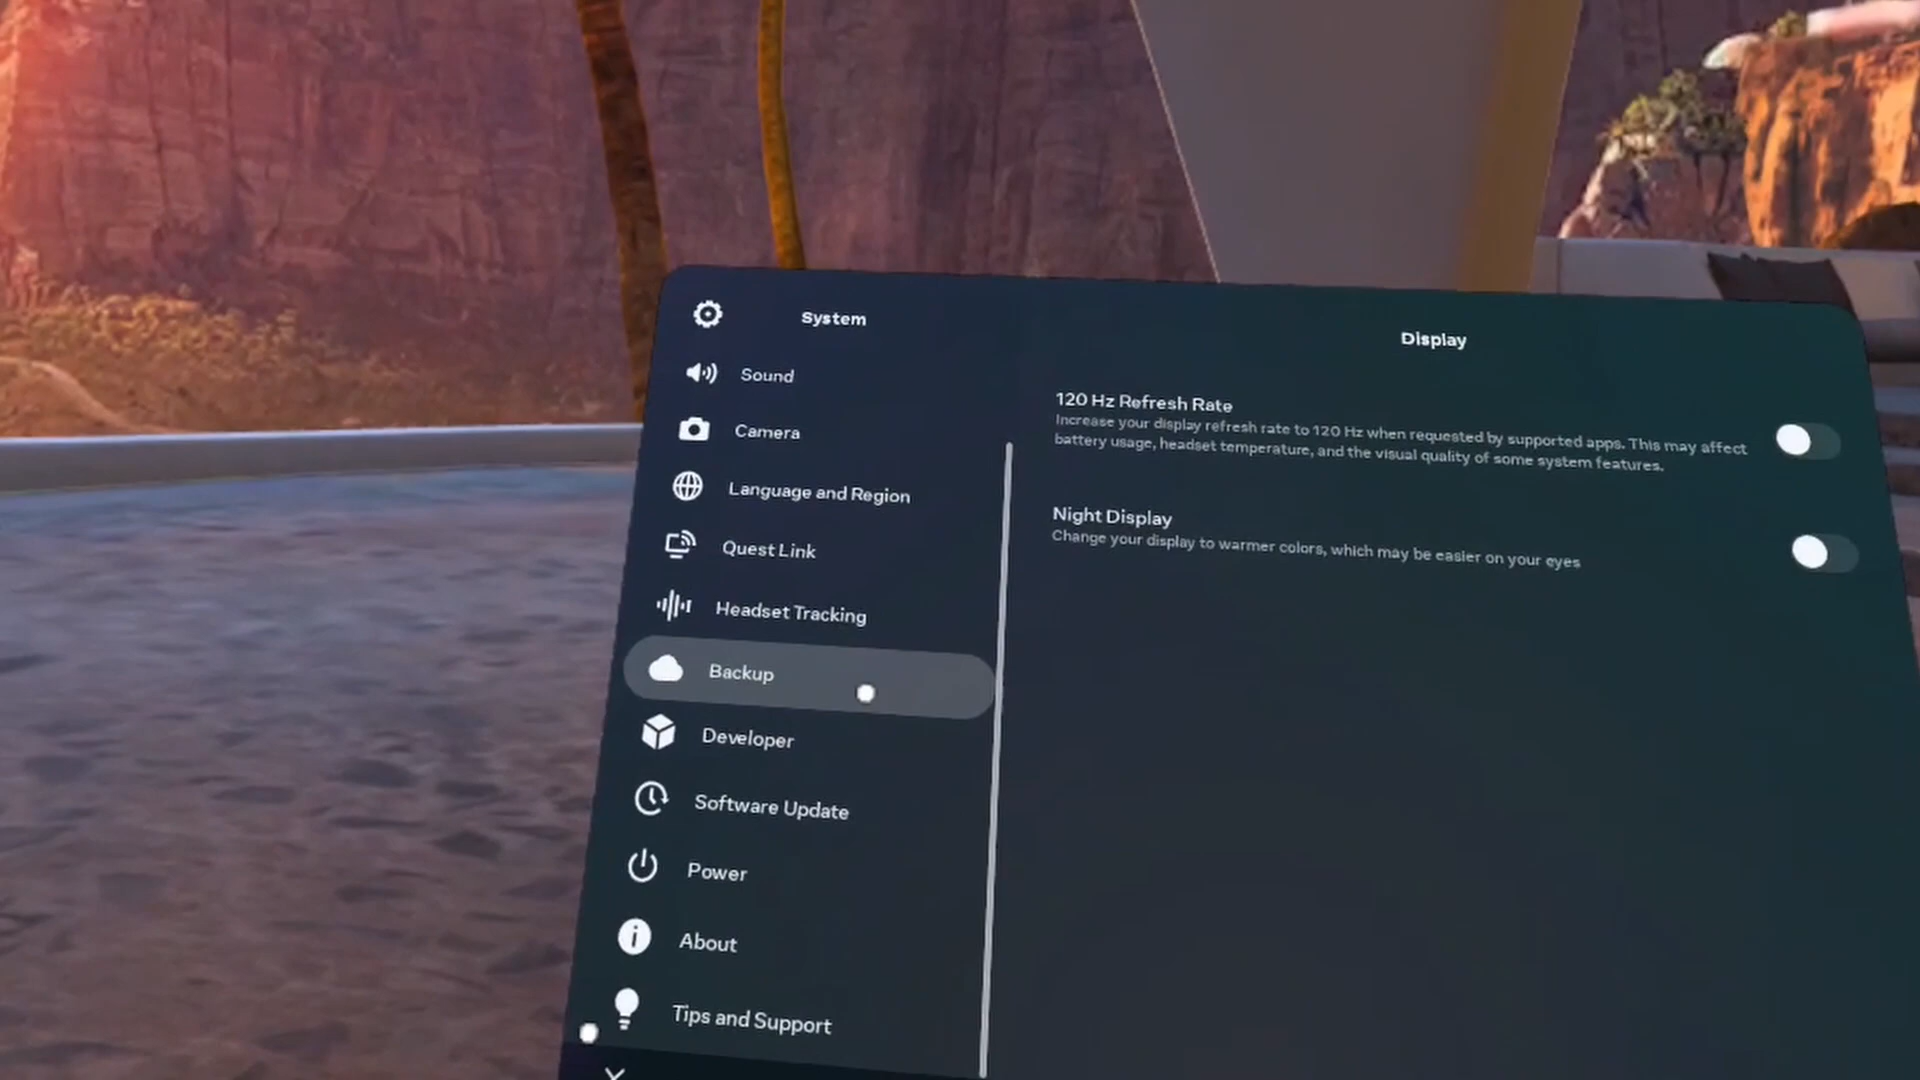 System
Sound
Camera
Language and Region
Quest Link
Headset Tracking
Backup
Developer
Software Update
Power
About
Tips and Support
Display
120 Hz Refresh Rate
Increase your display refresh rate to 120 Hz when requested by supported apps. This may affect
battery usage, headset temperature, and the visual quality of some system features.
Night Display
Change your display to warmer colors, which may be easier on your eyes